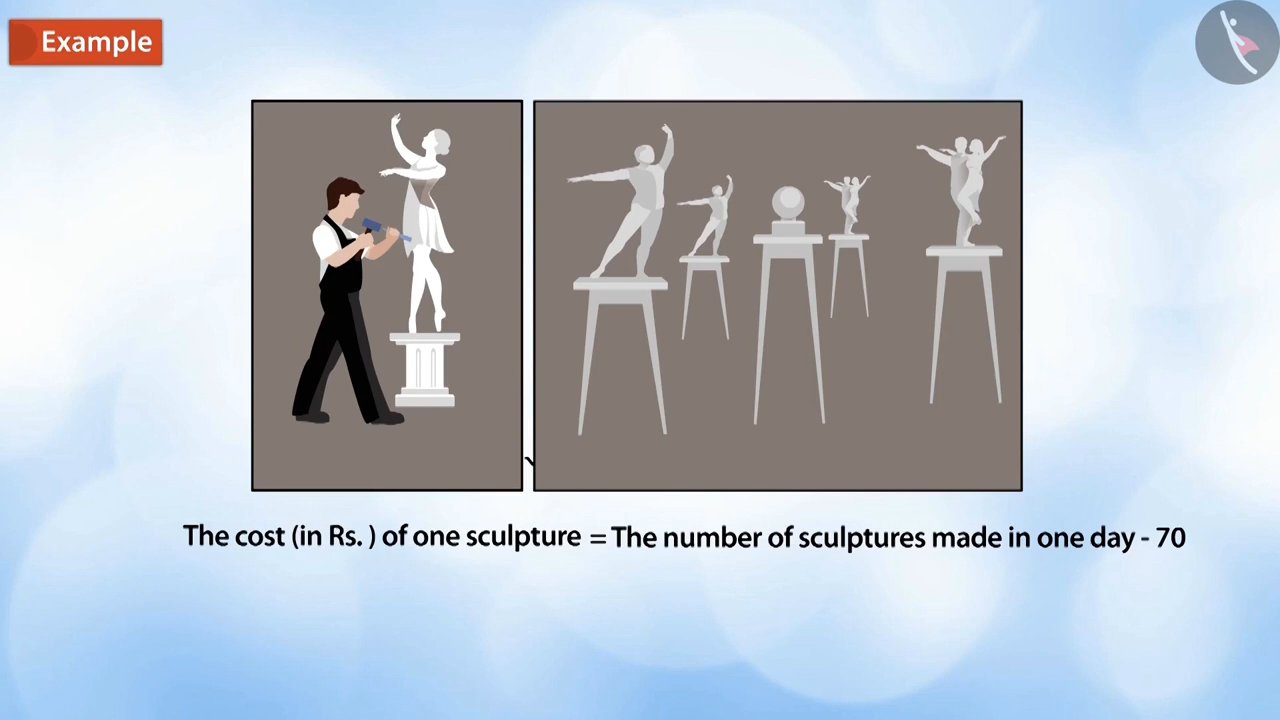 Example
The cost (in Rs. ) of one sculpture = The number of sculptures made in one day - 70